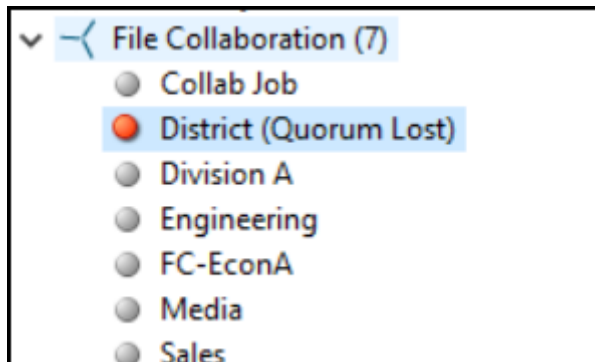 File Collaboration (7)
Collab Job
District (Quorum Lost)
Division A
Engineering
FC-EconA
Media
Sales